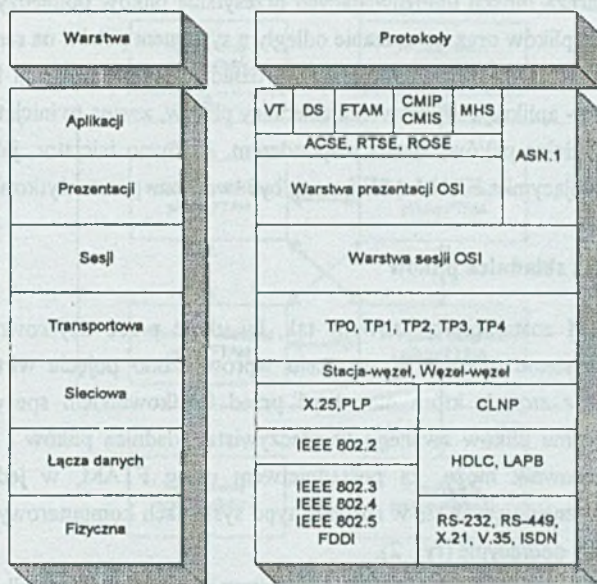 Warstwa
Protokoły
Aplikacji
Prezentacji
Sesji
Transportowa
Sieciowa
Łącza danych
Fizyczna
VT DS FTAM CMIP CMIS MHS
ACSE, RTSE, ROSE
ASN.1
Warstwa prezentacji OSI
Warstwa sesji OSI
TP0, TP1, TP2, TP3, TP4
Stacja-węzeł, Węzeł-węzeł
X.25,PLP
CLNP
IEEE 802.2
IEEE 802.3
IEEE 802.4
IEEE 802.5
FDDI
HDLC, LAPB
RS-232, RS-449,
X.21, V.35, ISDN